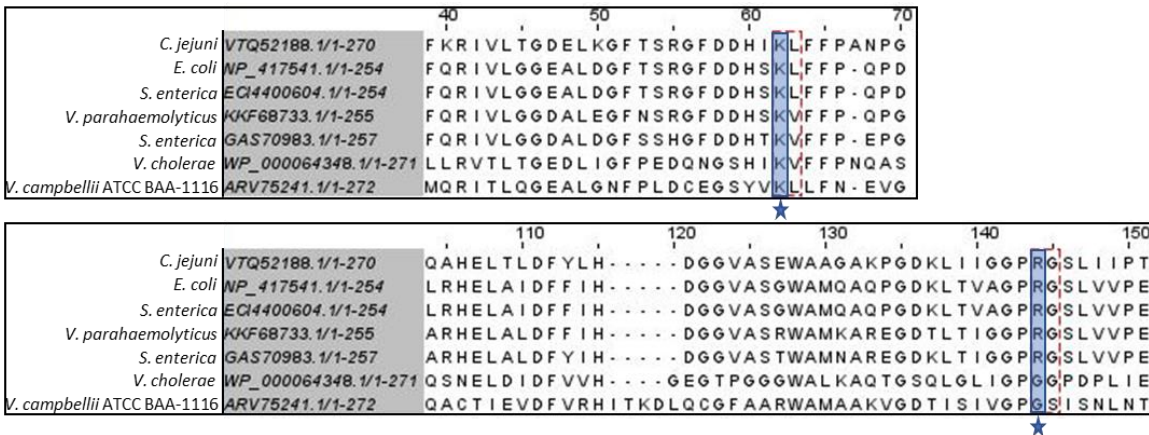 40 50 60 70
C. jejuni VTQ52188.1/1-270 FKRIVLTGDELKGFTSRGFDDHIKLFFPANPG
E. coli NP_417541.1/1-254 FQRIVLGGEALDGFTSRGFDDHSKLFFP-QPD
S. enterica ECI4400604.1/1-254 FQRIVLGGEALDGFTSRGFDDHSKLFFP-QPD
V. parahaemolyticus KKF68733.1/1-255 FQRIVLGGDALEGFNSRGFDDHSKVFFP-QPG
S. enterica GAS70983.1/1-257 FQRIVLGGDALDGFSSHGFDDHTKVFFP-EPG
V. cholerae WP_000064348.1/1-271 LLRVTLTGEDLIGFPEDQNGSHIKVFFPNQAS
V. campbellii ATCC BAA-1116 ARV75241.1/1-272 MQRITLQGEALGNFPLDCEGSYVKLLFN-EVG
110 120 130 140 150
C. jejuni VTQ52188.1/1-270 QAHELTLDFYLH-----DGGVASEWAAGAKPGDKLIIGGPRGSLIIPT
E. coli NP_417541.1/1-254 LRHELAIDFFIH-----DGGVASGWAMQAQPGDKLTVAGPRGSLVVPE
S. enterica ECI4400604.1/1-254 LRHELAIDFFIH-----DGGVASGWAMQAQPGDKLTVAGPRGSLVVPE
V. parahaemolyticus KKF68733.1/1-255 ARHELALDFFIH-----DGGVASRWAMKAREGDTLTIGGPRGSLVVPE
S. enterica GAS70983.1/1-257 ARHELALDFYIH-----DGGVASTWAMNAREGDKLTIGGPRGSLVVPE
V. cholerae WP_000064348.1/1-271 QSNELDIDFVVH----GEGTPGGGWALKAQTGSQLGLIGPGGPDPLIE
V. campbellii ATCC BAA-1116 ARV75241.1/1-272 QACTIEVDFVRHITKDLQCGFAARWAMAAKVGDTISIVGPGSISNLNT